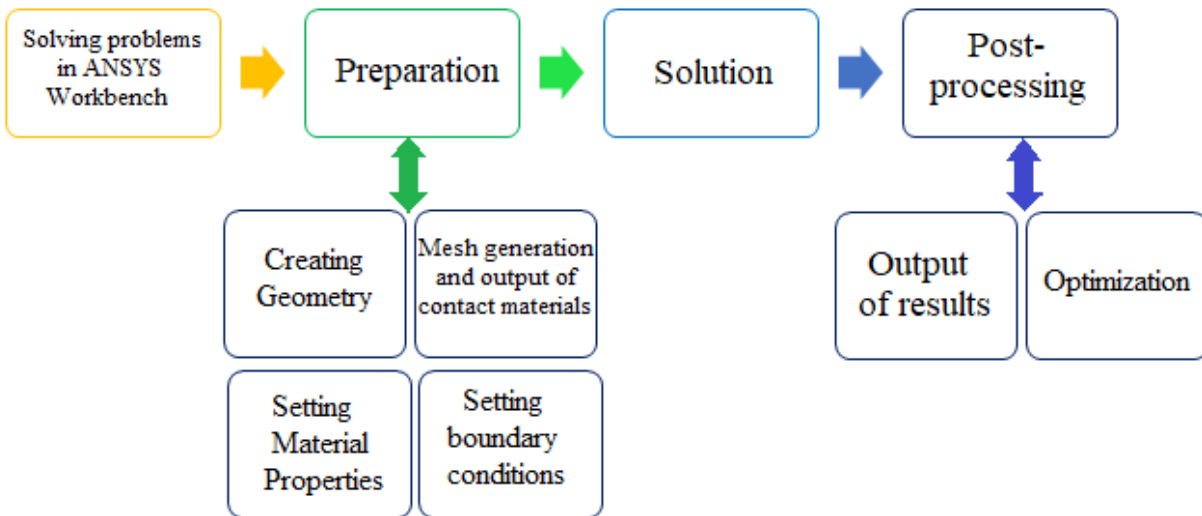 Solving problems
in ANSYS
Workbench
Preparation
Solution
Post-
processing
Creating
Geometry
Mesh generation
and output of
contact materials
Setting
Material
Properties
Setting
boundary
conditions
Output
of results
Optimization